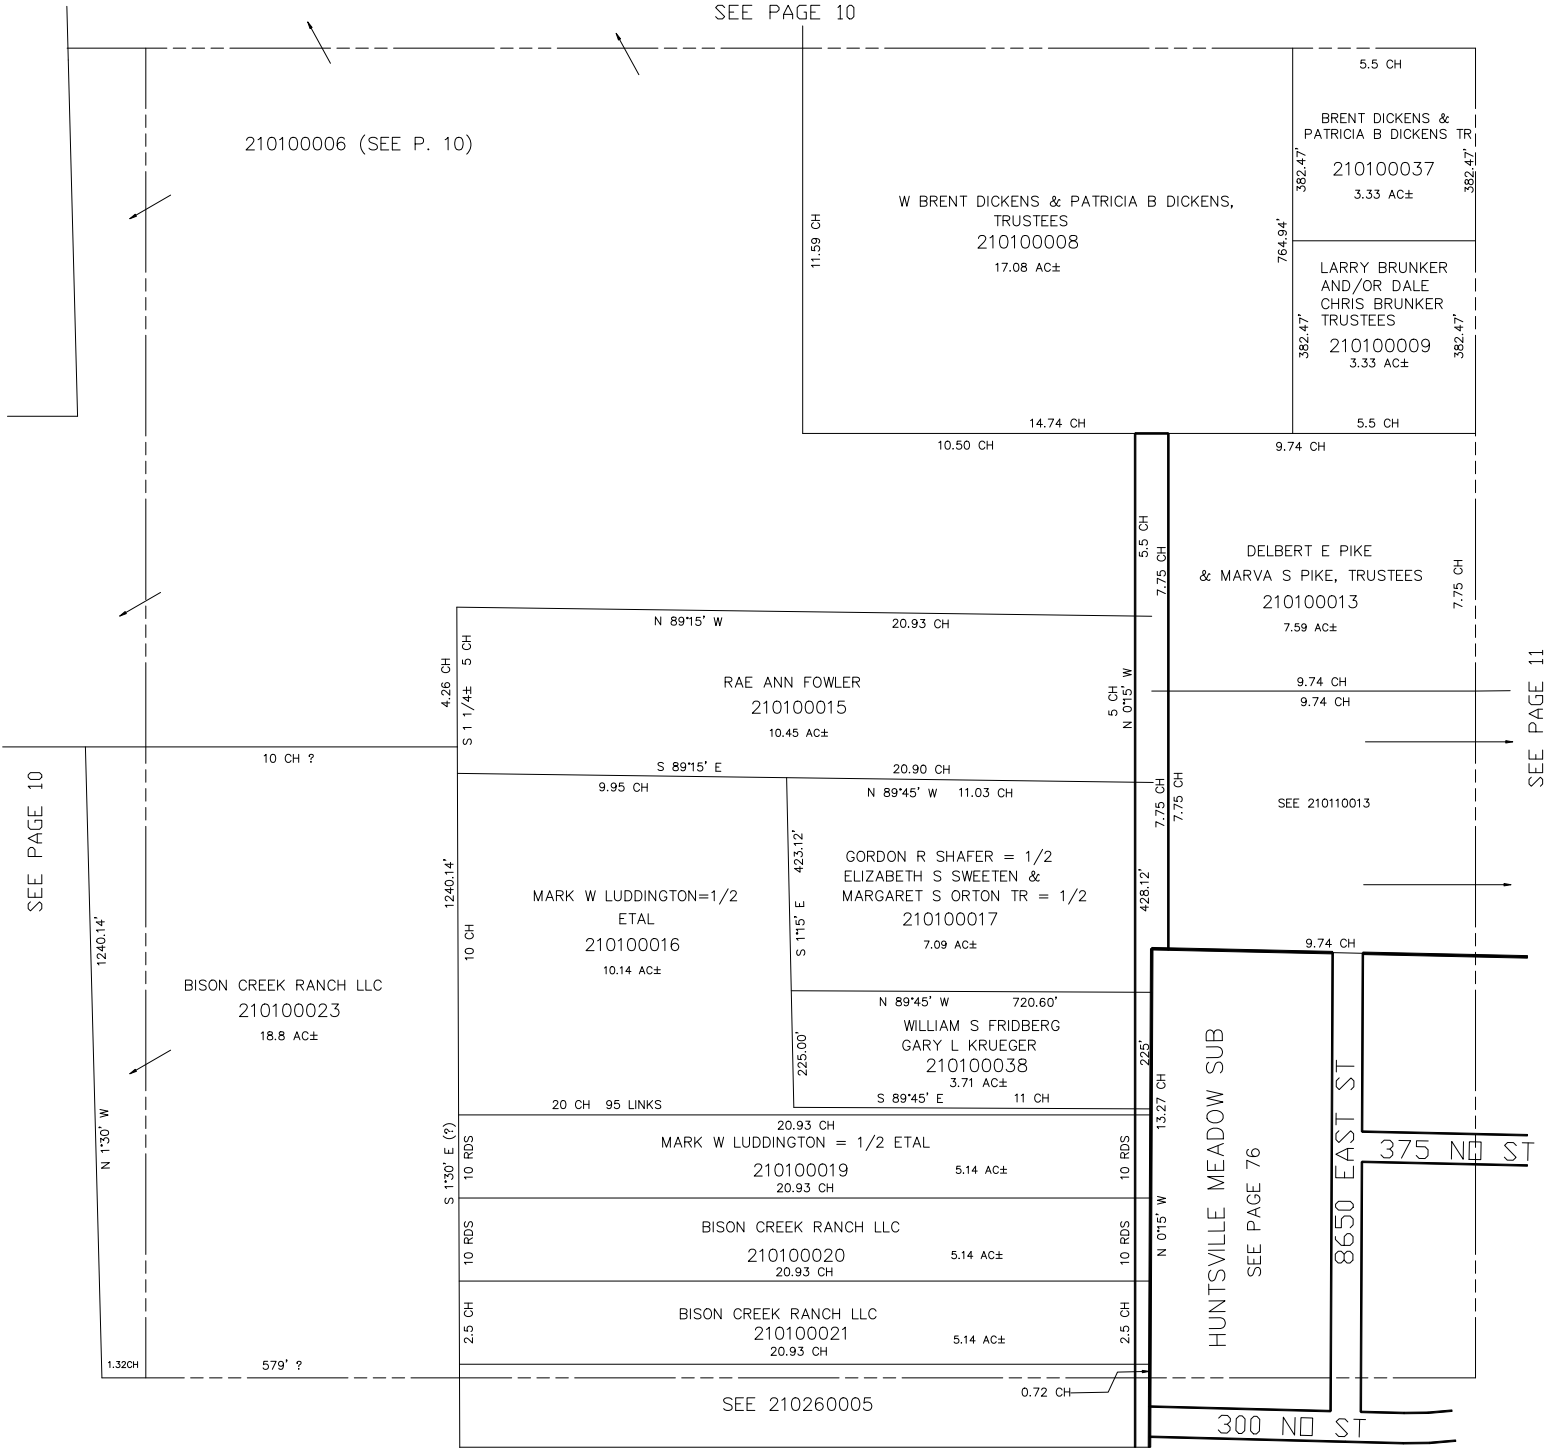 SEE PAGE 10
5.5 CH
BRENT DICKENS &
PATRICIA B DICKENS TR
210100037
3.33 AC±
382.47'
382.47'
210100006 (SEE P. 10)
W BRENT DICKENS & PATRICIA B DICKENS,
TRUSTEES
210100008
17.08 AC±
11.59 CH
764.94'
LARRY BRUNKER
AND/OR DALE
CHRIS BRUNKER
TRUSTEES
210100009
3.33 AC±
382.47'
382.47'
14.74 CH
5.5 CH
10.50 CH
9.74 CH
5.5 CH
7.75 CH
DELBERT E PIKE
& MARVA S PIKE, TRUSTEES
210100013
7.59 AC±
7.75 CH
N 89°15' W
20.93 CH
4.26 CH
S 1 1/4± 5 CH
RAE ANN FOWLER
210100015
10.45 AC±
5 CH
N 0°15' W
9.74 CH
9.74 CH
SEE PAGE 11
10 CH ?
S 89°15' E
20.90 CH
SEE PAGE 10
9.95 CH
N 89°45' W 11.03 CH
7.75 CH
7.75 CH
SEE 210110013
1240.14'
1240.14'
10 CH
MARK W LUDDINGTON=1/2
ETAL
210100016
10.14 AC±
423.12'
S 1°15' E
GORDON R SHAFER = 1/2
ELIZABETH S SWEETEN &
MARGARET S ORTON TR = 1/2
210100017
7.09 AC±
428.12'
9.74 CH
BISON CREEK RANCH LLC
210100023
18.8 AC±
N 89°45' W
720.60'
WILLIAM S FRIDBERG
GARY L KRUEGER
210100038
3.71 AC±
225.00'
225'
S 89°45' E
11 CH
N 1°30' W
20 CH 95 LINKS
20.93 CH
S 1°30' E (?)
10 RDS
MARK W LUDDINGTON = 1/2 ETAL
210100019
5.14 AC±
10 RDS
20.93 CH
13.27 CH
N 0°15' W
HUNTSVILLE MEADOW SUB
SEE PAGE 76
8650 EAST ST
375 NO ST
10 RDS
BISON CREEK RANCH LLC
210100020
5.14 AC±
10 RDS
20.93 CH
2.5 CH
BISON CREEK RANCH LLC
210100021
5.14 AC±
2.5 CH
20.93 CH
1.32CH
579' ?
0.72 CH
SEE 210260005
300 NO ST